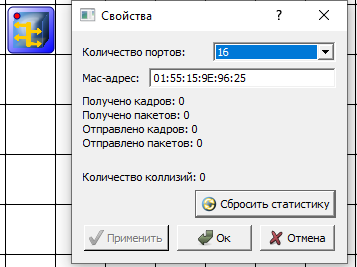 Свойства ? ×
Количество портов: 16
Mac-адрес: 01:55:15:9E:96:25
Получено кадров: 0
Получено пакетов: 0
Отправлено кадров: 0
Отправлено пакетов: 0
Количество коллизий: 0
Сбросить статистику
Применить Ок Отмена